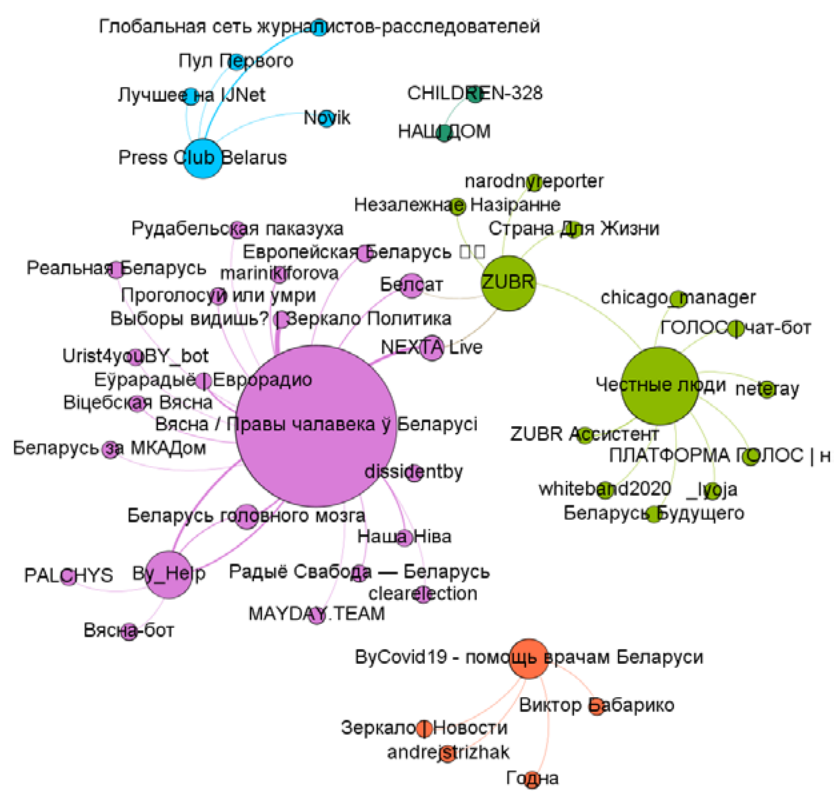 Глобальная сеть журналистов-расследователей
Пул Первого
Лучшее на IJNet
Novik
Press Club Belarus
CHILDREN-328
НАШ ДОМ
narodnyreporter
Незалежнае Назіранне
Страна Для Жизни
ZUBR
Рудабельская паказуха
Европейская Беларусь
Реальная Беларусь
marinikiforova
Белсат
Проголосуй или умри
Выборы видишь? | Зеркало Политика
NEXTA Live
Urist4youBY_bot
Еўрарадыё | Еврорадио
Віцебская Вясна
Вясна / Правы чалавека ў Беларусі
Беларусь за МКАДом
dissidentby
Беларусь головного мозга
Наша Ніва
By_Help
PALCHYS
Радыё Свабода — Беларусь
clearelection
MAYDAY.TEAM
Вясна-бот
chicago_manager
ГОЛОС | чат-бот
Честные люди
neteray
ZUBR Ассистент
ПЛАТФОРМА ГОЛОС | н
whiteband2020
_lyoja
Беларусь Будущего
ByCovid19 - помощь врачам Беларуси
Виктор Бабарико
Зеркало | Новости
andrejstrizhak
Годна